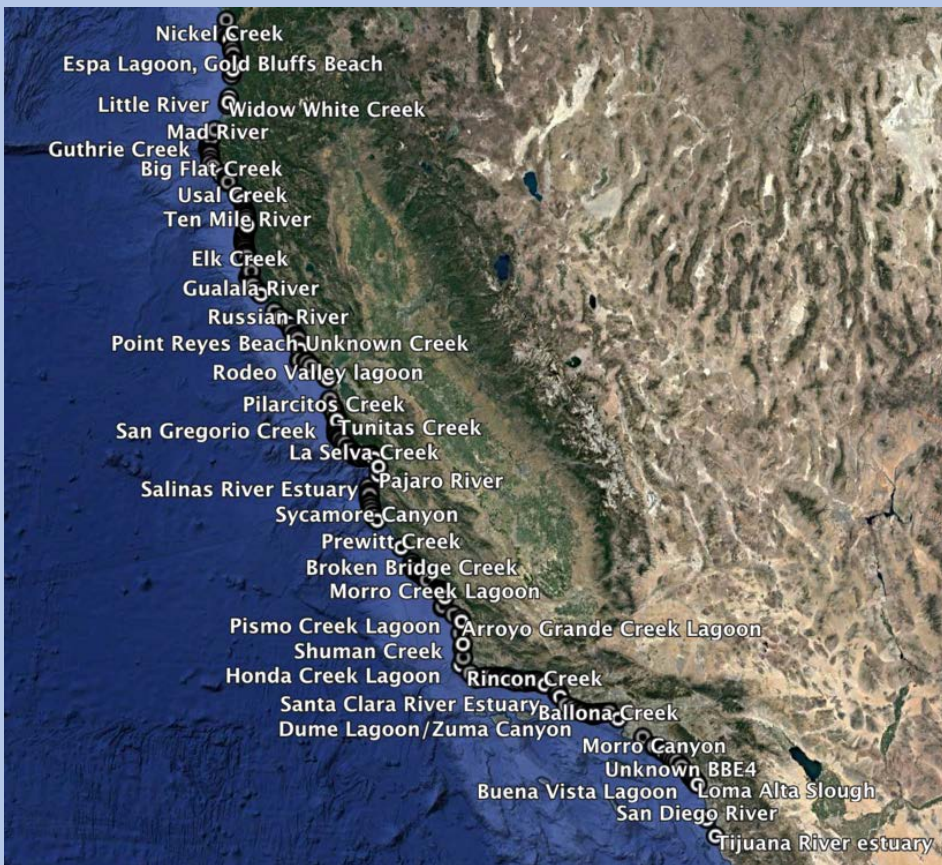 Nickel Creek
Espa Lagoon, Gold Bluffs Beach
Little River
Widow White Creek
Mad River
Guthrie Creek
Big Flat Creek
Usal Creek
Ten Mile River
Elk Creek
Gualala River
Russian River
Point Reyes Beach Unknown Creek
Rodeo Valley lagoon
Pilarcitos Creek
San Gregorio Creek
Tunitas Creek
La Selva Creek
Pajaro River
Salinas River Estuary
Sycamore Canyon
Prewitt Creek
Broken Bridge Creek
Morro Creek Lagoon
Pismo Creek Lagoon
Arroyo Grande Creek Lagoon
Shuman Creek
Honda Creek Lagoon
Rincon Creek
Santa Clara River Estuary
Ballona Creek
Dume Lagoon/Zuma Canyon
Morro Canyon
Unknown BBE4
Buena Vista Lagoon
Loma Alta Slough
San Diego River
Tijuana River estuary